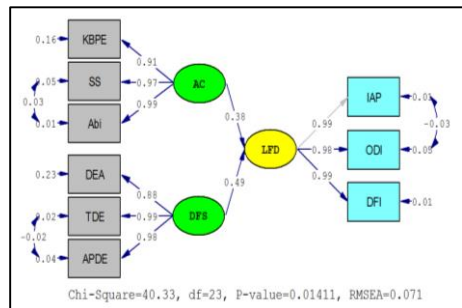 0.16 KBPE
0.91
0.05 SS 0.97 AC
0.03
0.99
0.01 Abi
0.38
0.99 IAP 0.01
-0.03
LFD 0.98 ODI 0.05
0.99
0.49
DFI 0.01
0.23 DEA
0.88
0.02 TDE 0.99 DFS
-0.02
0.98
0.04 APDE
Chi-Square=40.33, df=23, P-value=0.01411, RMSEA=0.071